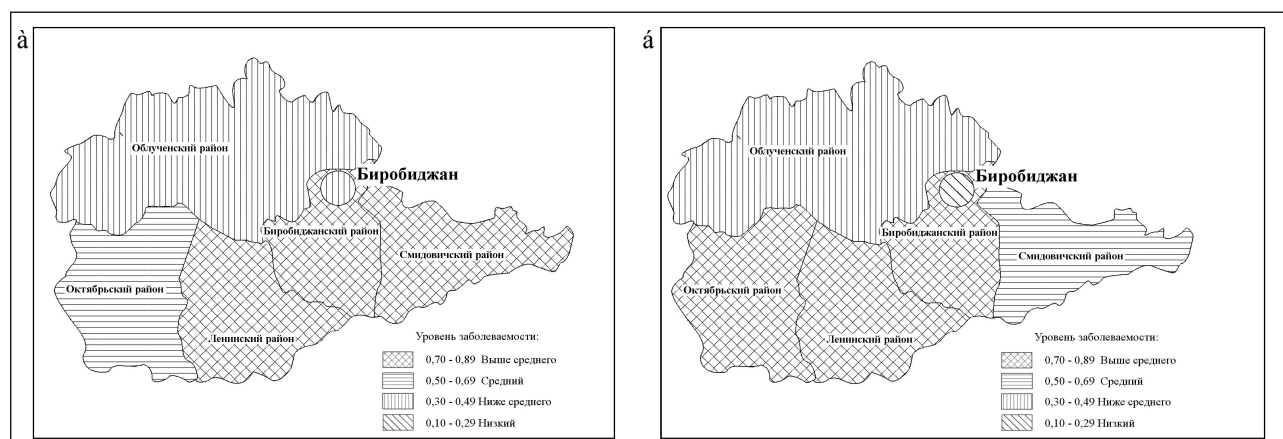 à
Облученский район
Биробиджан
Биробиджанский район
Смидовичский район
Октябрьский район
Ленинский район
Уровень заболеваемости:
0,70 - 0,89 Выше среднего
0,50 - 0,69 Средний
0,30 - 0,49 Ниже среднего
0,10 - 0,29 Низкий
á
Облученский район
Биробиджан
Биробиджанский район
Смидовичский район
Октябрьский район
Ленинский район
Уровень заболеваемости:
0,70 - 0,89 Выше среднего
0,50 - 0,69 Средний
0,30 - 0,49 Ниже среднего
0,10 - 0,29 Низкий